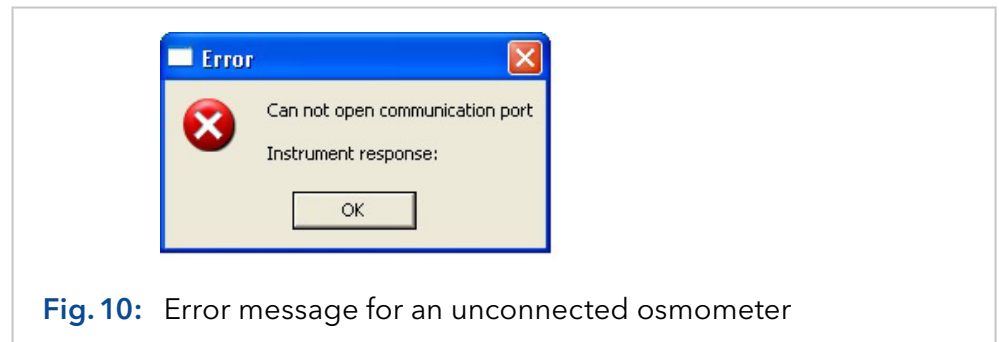 Error
Can not open communication port
Instrument response:
OK
Fig. 10: Error message for an unconnected osmometer